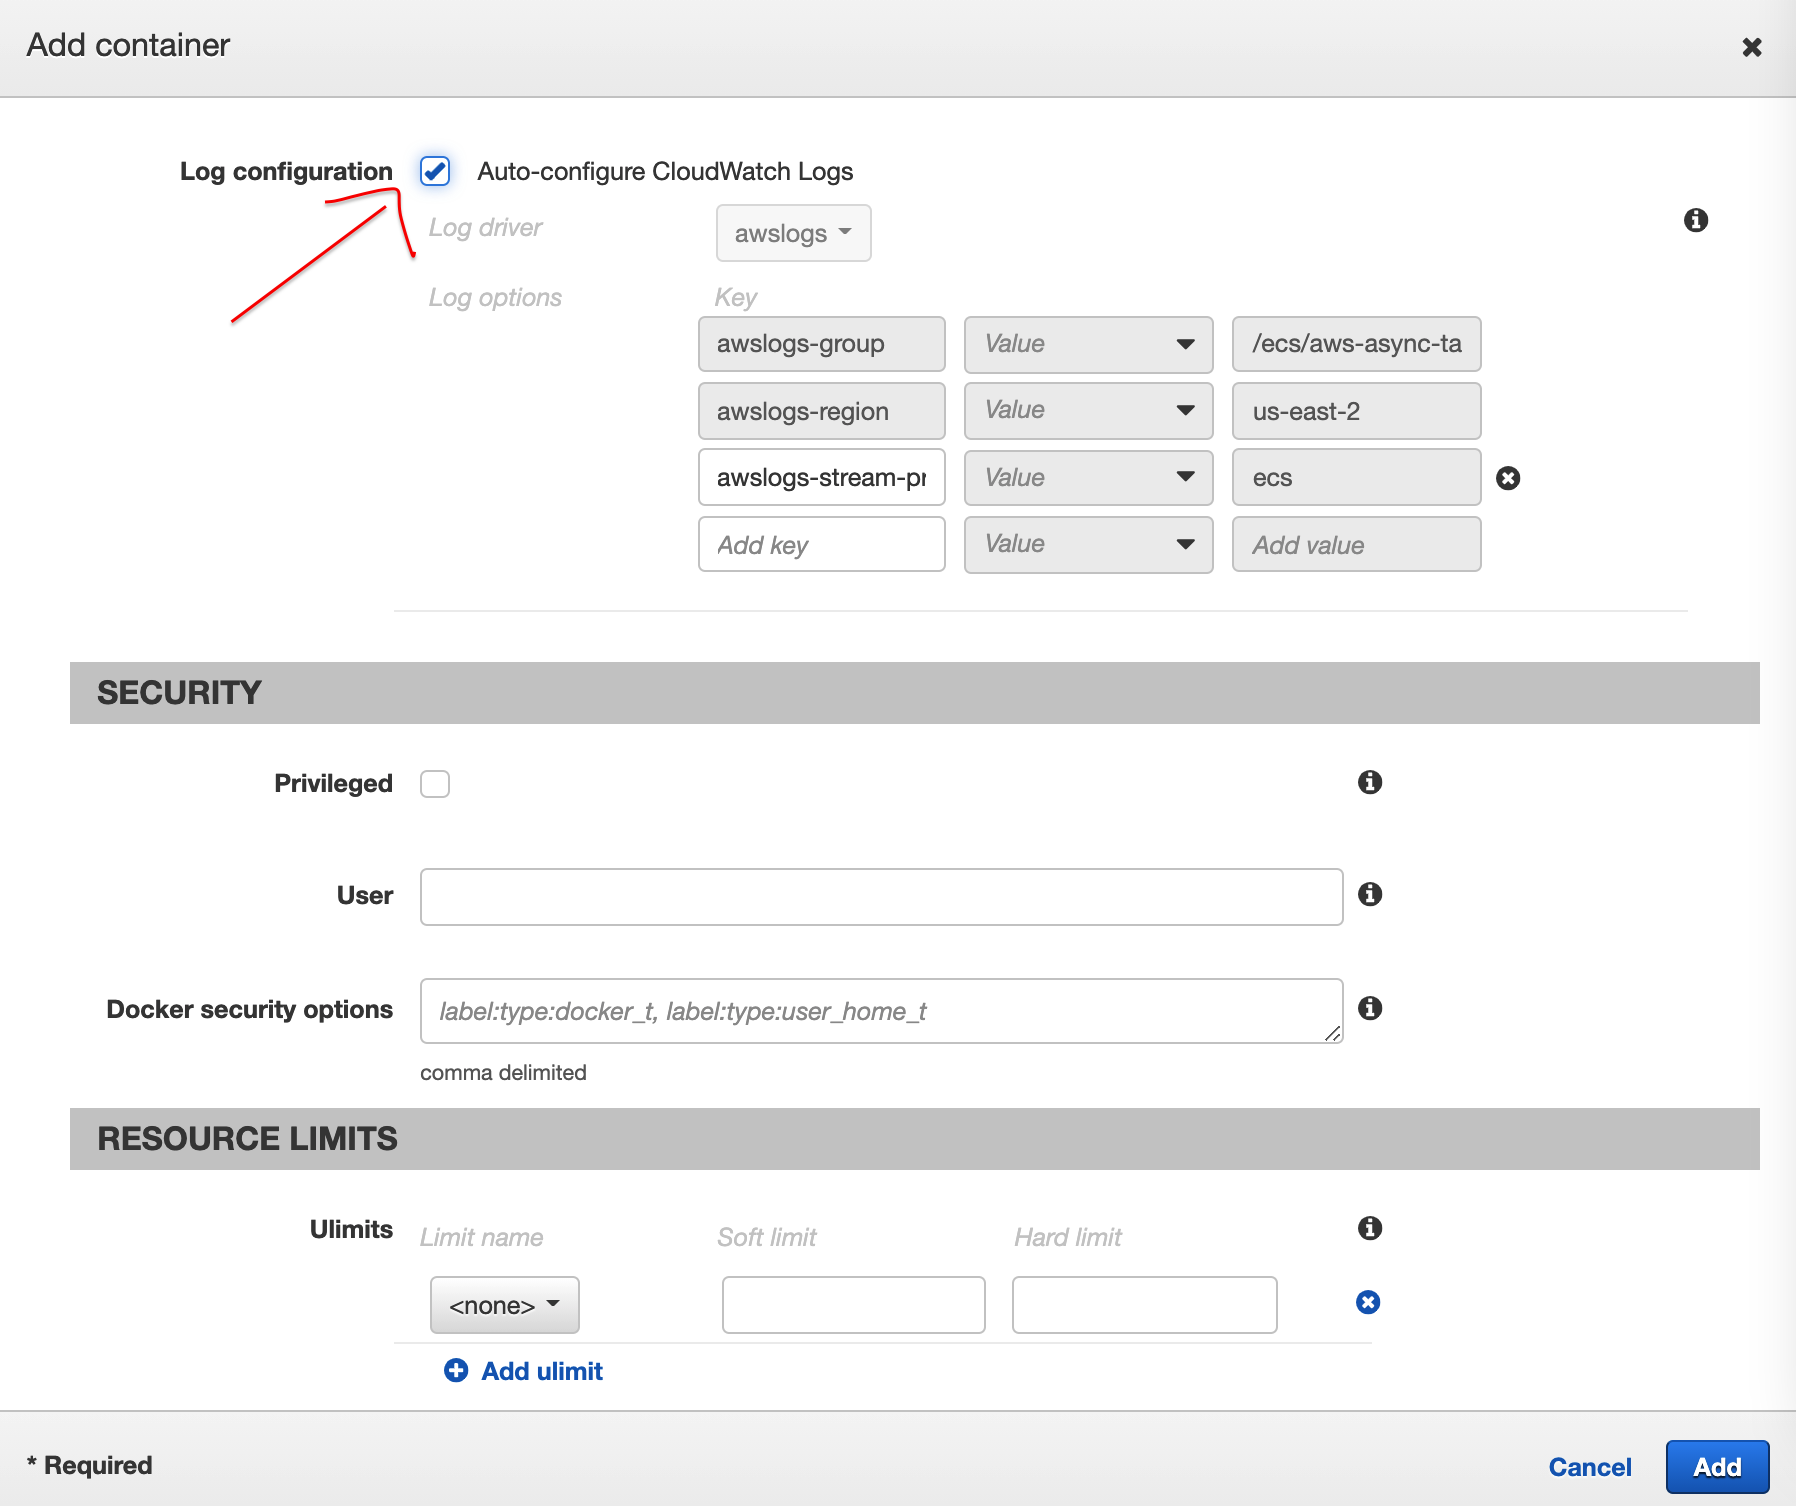 Add container
Log configuration Auto-configure CloudWatch Logs
Log driver awslogs
Log options Key
awslogs-group Value /ecs/aws-async-ta
awslogs-region Value us-east-2
awslogs-stream-pr Value ecs
Add key Value Add value
SECURITY
Privileged
User
Docker security options label:type:docker_t, label:type:user_home_t
comma delimited
RESOURCE LIMITS
Ulimits Limit name Soft limit Hard limit
<none>
Add ulimit
* Required Cancel Add